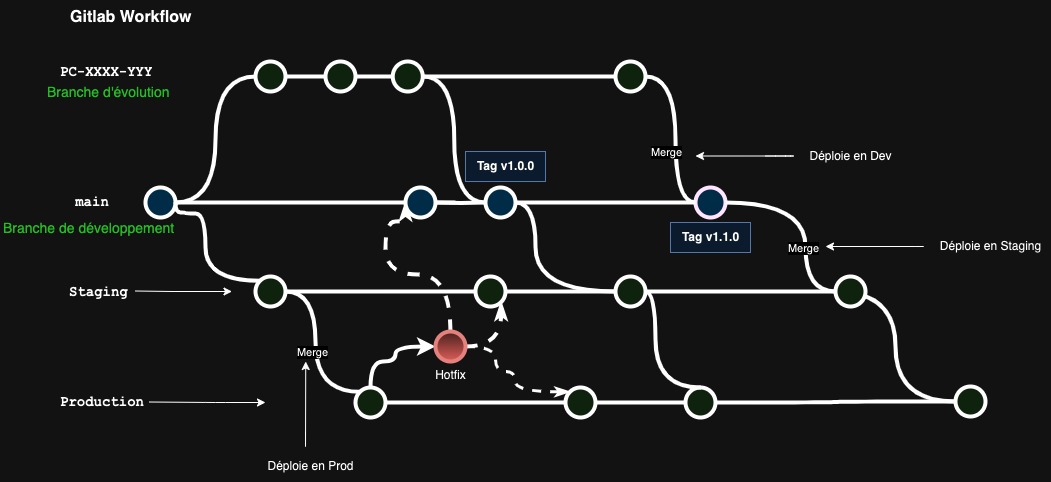 Gitlab Workflow
PC-XXXX-YYY
Branche d'évolution
Merge
Déploie en Dev
Tag v1.0.0
main
Branche de développement
Tag v1.1.0
Merge
Déploie en Staging
Staging
Merge
Hotfix
Production
Déploie en Prod